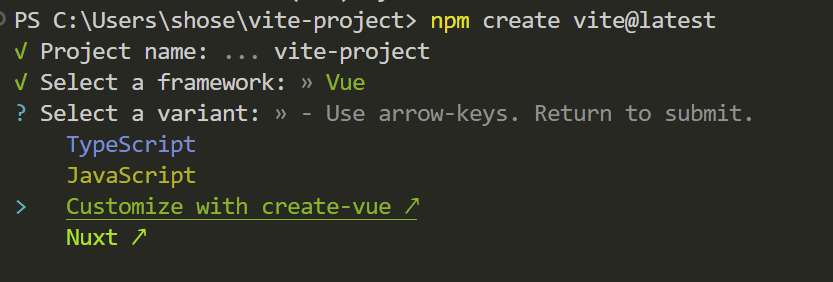 PS C:\Users\shose\vite-project> npm create vite@latest
√ Project name: ... vite-project
√ Select a framework: » Vue
? Select a variant: » - Use arrow-keys. Return to submit.
TypeScript
JavaScript
> Customize with create-vue ↗
Nuxt ↗